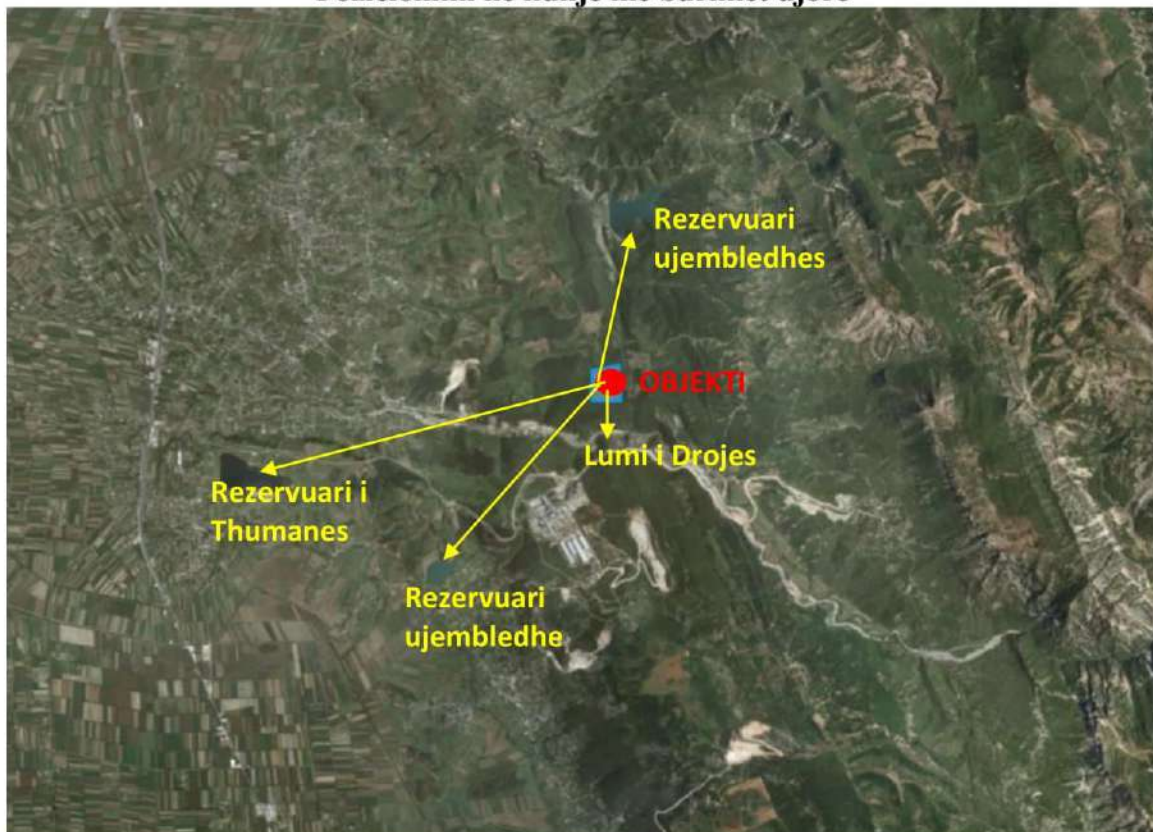 Rezervuari
ujembledhes
OBJEKTI
Lumi i Drojes
Rezervuari i
Thumanes
Rezervuari
ujembledhe